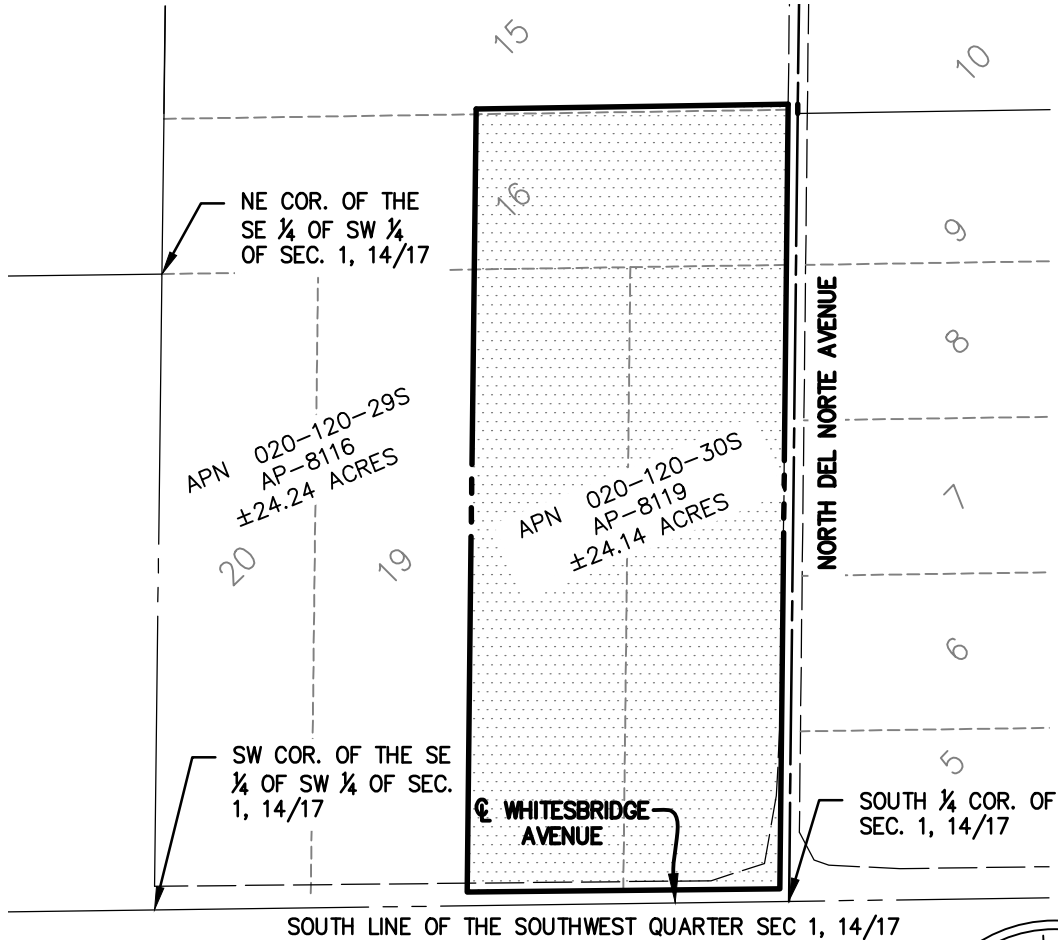 15
10
16
NE COR. OF THE
SE ¼ OF SW ¼
OF SEC. 1, 14/17
9
8
NORTH DEL NORTE AVENUE
APN 020-120-29S
AP-8116
±24.24 ACRES
APN 020-120-30S
AP-8119
±24.14 ACRES
7
20
19
6
SW COR. OF THE SE
¼ OF SW ¼ OF SEC.
1, 14/17
5
℄ WHITESBRIDGE
AVENUE
SOUTH ¼ COR. OF
SEC. 1, 14/17
SOUTH LINE OF THE SOUTHWEST QUARTER SEC 1, 14/17